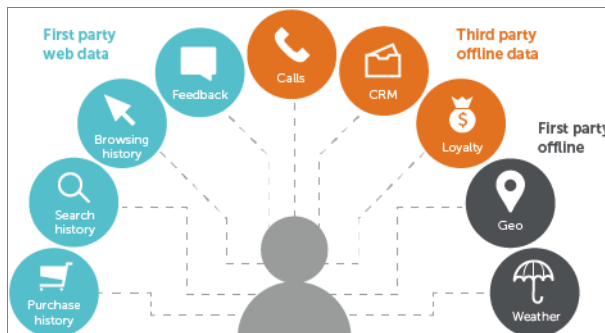 First party
web data
Third party
offline data
First party
offline
Purchase
history
Search
history
Browsing
history
Feedback
Calls
CRM
Loyalty
$
Geo
Weather